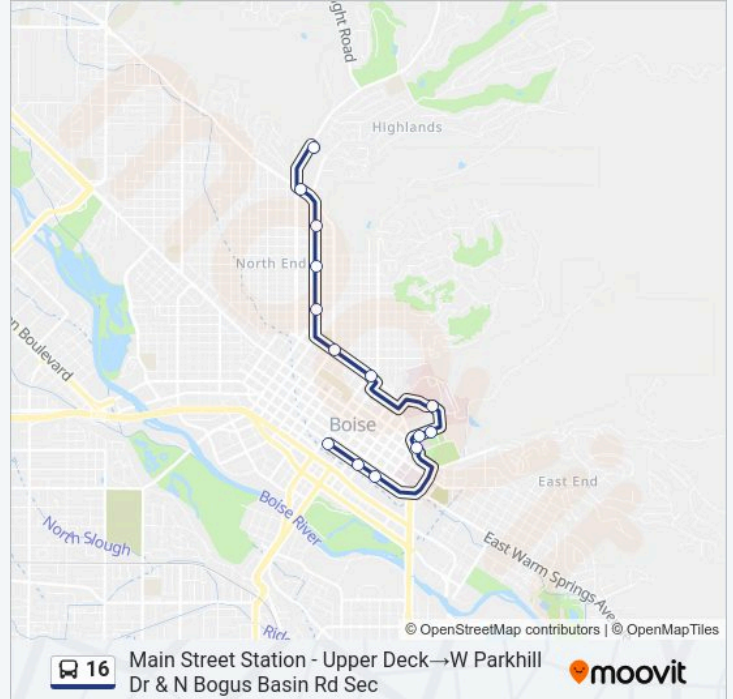 ght Road
Highlands
North End
n Boulevard
Boise
East End
Boise River
North Slough
East Warm Springs Ave
Rid
© OpenStreetMap contributors | © OpenMapTiles
16
Main Street Station - Upper Deck→W Parkhill
Dr & N Bogus Basin Rd Sec
moovit